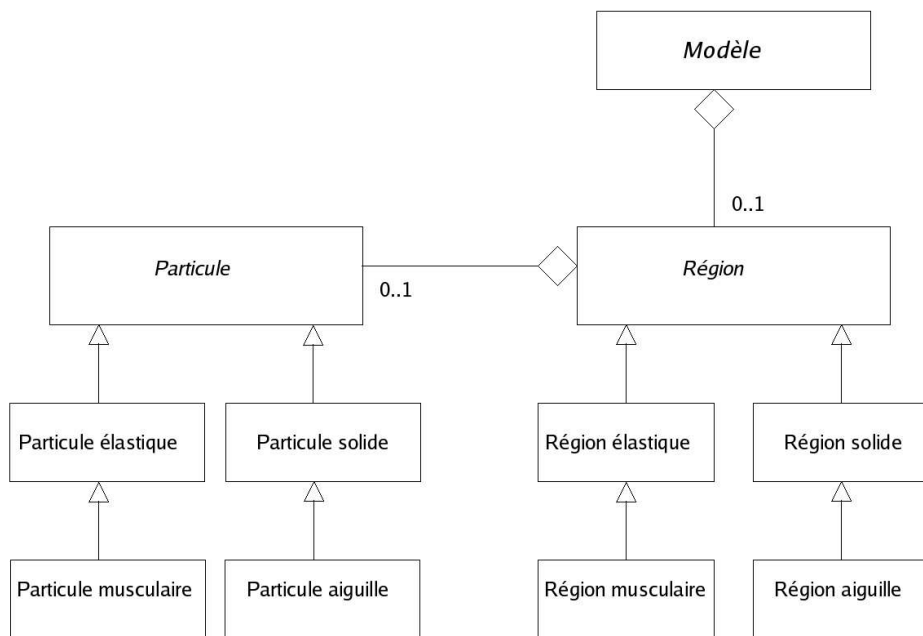 Modèle
0..1
Particule
0..1
Région
Particule élastique
Particule solide
Région élastique
Région solide
Particule musculaire
Particule aiguille
Région musculaire
Région aiguille